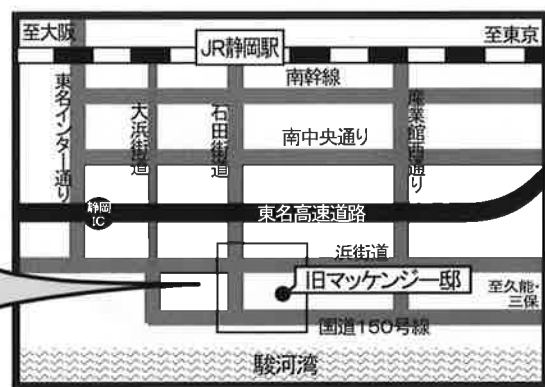 至大阪
JR静岡駅
至東京
南幹線
東名インター通り
大浜街道
石田街道
産業館西通り
南中央通り
静岡
IC
東名高速道路
浜街道
旧マッケンジー邸
至久能・
三保
国道150号線
駿河湾